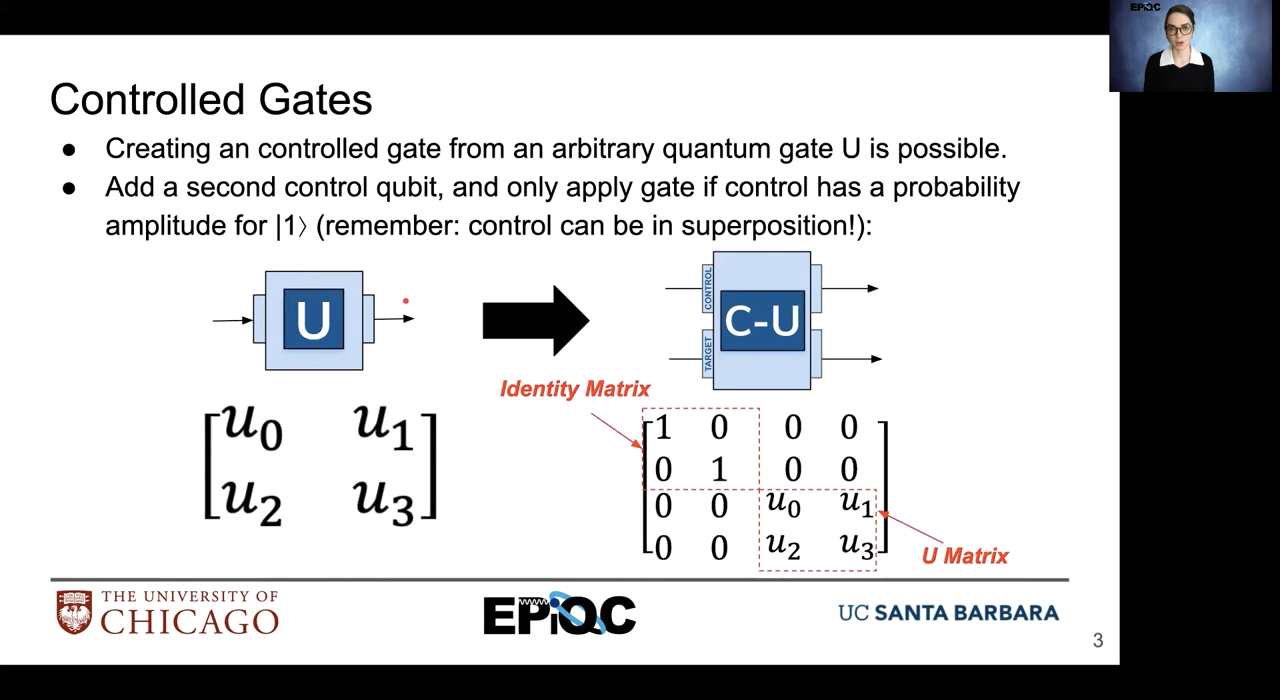 EPiQC
Controlled Gates
● Creating an controlled gate from an arbitrary quantum gate U is possible.
● Add a second control qubit, and only apply gate if control has a probability
amplitude for |1⟩ (remember: control can be in superposition!):
U
CONTROL
C-U
TARGET
Identity Matrix
u₀ u₁
u₂ u₃
1 0 0 0
0 1 0 0
0 0 u₀ u₁
0 0 u₂ u₃
U Matrix
THE UNIVERSITY OF
CHICAGO
EPiQC
UC SANTA BARBARA
3